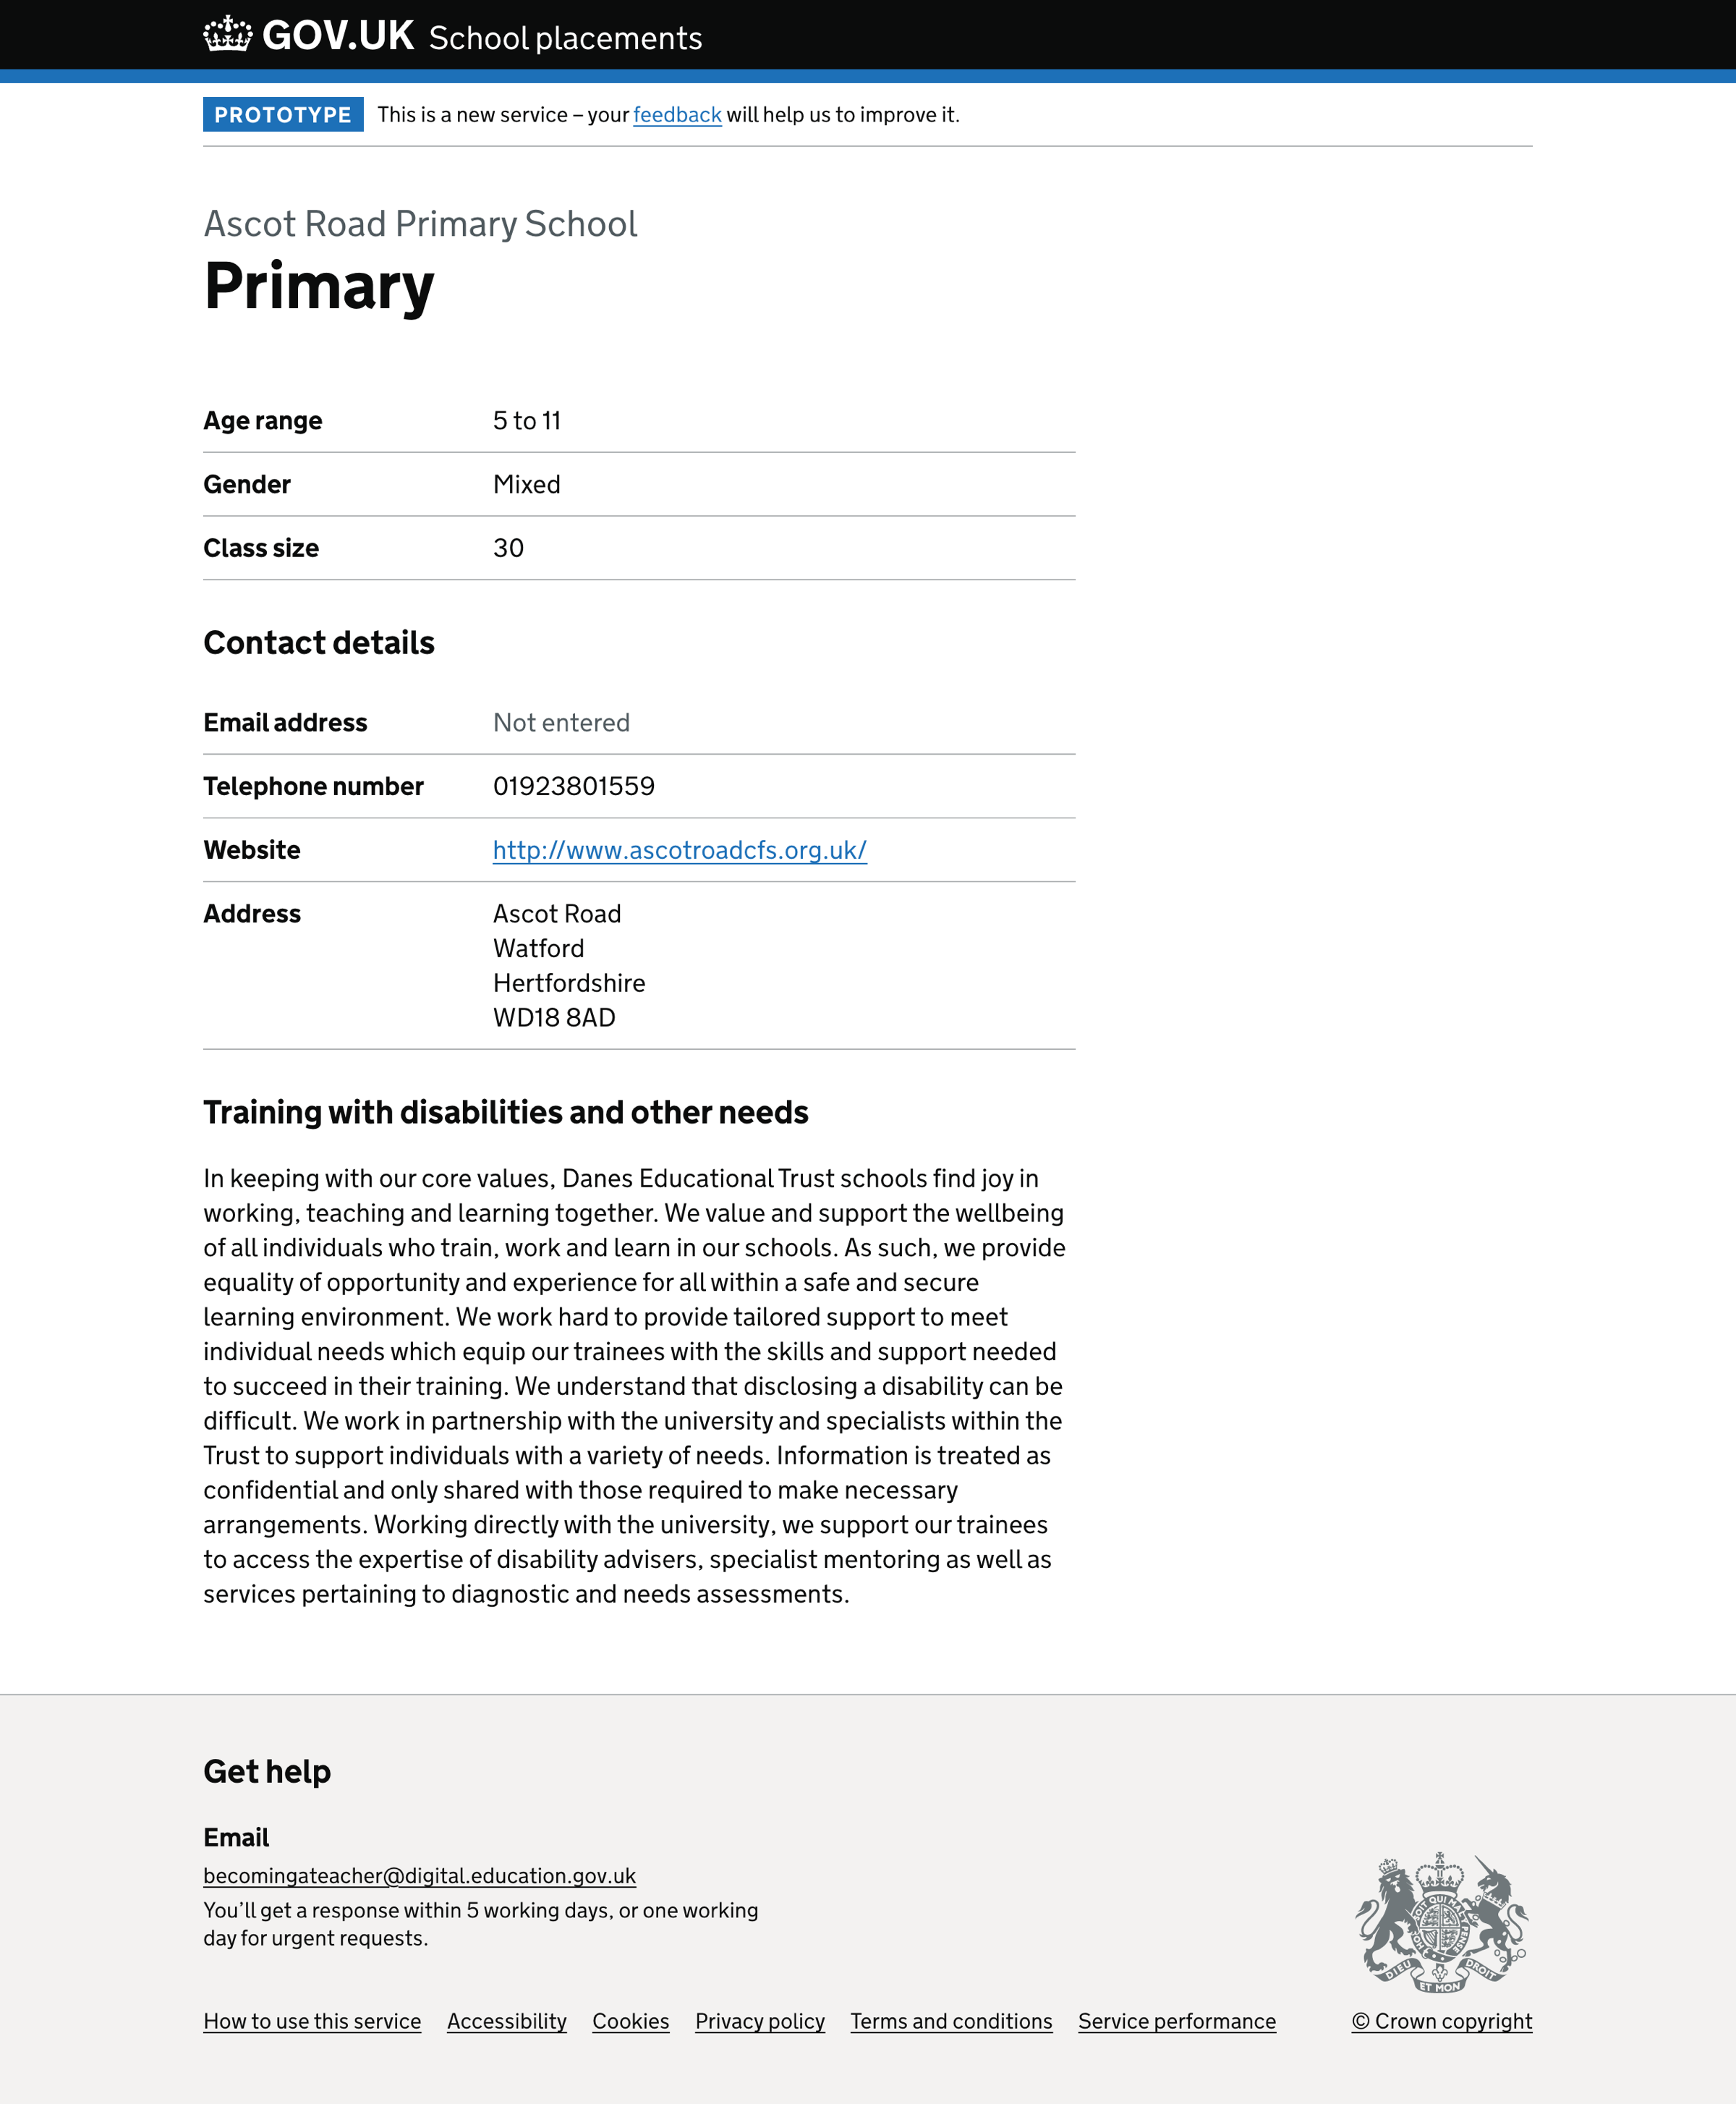 GOV.UK School placements
PROTOTYPE This is a new service – your feedback will help us to improve it.
Ascot Road Primary School
Primary
Age range 5 to 11
Gender Mixed
Class size 30
Contact details
Email address Not entered
Telephone number 01923801559
Website http://www.ascotroadcfs.org.uk/
Address Ascot Road
Watford
Hertfordshire
WD18 8AD
Training with disabilities and other needs
In keeping with our core values, Danes Educational Trust schools find joy in
working, teaching and learning together. We value and support the wellbeing
of all individuals who train, work and learn in our schools. As such, we provide
equality of opportunity and experience for all within a safe and secure
learning environment. We work hard to provide tailored support to meet
individual needs which equip our trainees with the skills and support needed
to succeed in their training. We understand that disclosing a disability can be
difficult. We work in partnership with the university and specialists within the
Trust to support individuals with a variety of needs. Information is treated as
confidential and only shared with those required to make necessary
arrangements. Working directly with the university, we support our trainees
to access the expertise of disability advisers, specialist mentoring as well as
services pertaining to diagnostic and needs assessments.
Get help
Email
becomingateacher@digital.education.gov.uk
You’ll get a response within 5 working days, or one working
day for urgent requests.
DIEU ET MON DROIT
How to use this service Accessibility Cookies Privacy policy Terms and conditions Service performance © Crown copyright